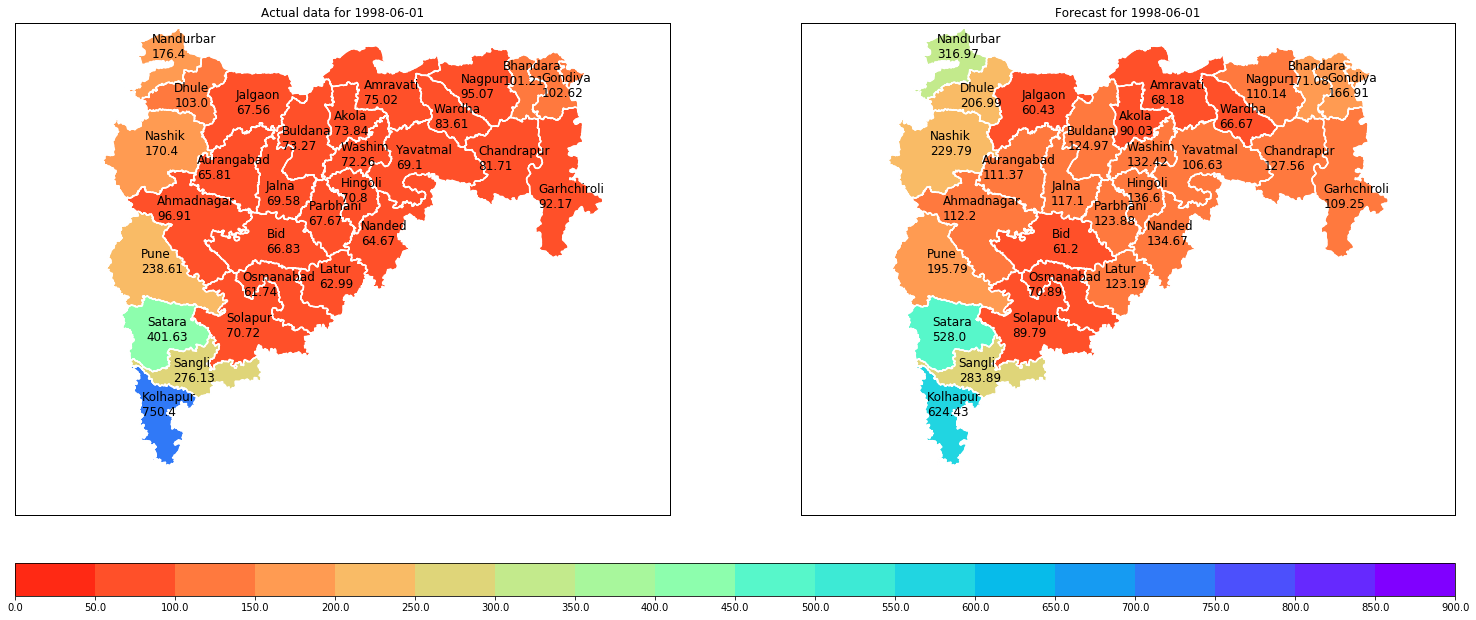 Actual data for 1998-06-01
Nandurbar
176.4
Dhule
103.0
Jalgaon
67.56
Nashik
170.4
Aurangabad
65.81
Buldana
73.27
Akola
73.84
Amravati
75.02
Washim
72.26
Yavatmal
69.1
Wardha
83.61
Nagpur
95.07
Bhandara
101.21
Gondiya
102.62
Chandrapur
81.71
Garhchiroli
92.17
Ahmadnagar
96.91
Jalna
69.58
Hingoli
70.8
Parbhani
67.67
Nanded
64.67
Bid
66.83
Latur
62.99
Osmanabad
61.74
Pune
238.61
Solapur
70.72
Satara
401.63
Sangli
276.13
Kolhapur
750.4
Forecast for 1998-06-01
Nandurbar
316.97
Dhule
206.99
Jalgaon
60.43
Nashik
229.79
Aurangabad
111.37
Buldana
124.97
Akola
90.03
Amravati
68.18
Washim
132.42
Yavatmal
106.63
Wardha
66.67
Nagpur
110.14
Bhandara
171.08
Gondiya
166.91
Chandrapur
127.56
Garhchiroli
109.25
Ahmadnagar
112.2
Jalna
117.1
Hingoli
136.6
Parbhani
123.88
Nanded
134.67
Bid
61.2
Latur
123.19
Osmanabad
70.89
Pune
195.79
Solapur
89.79
Satara
528.0
Sangli
283.89
Kolhapur
624.43
0.0 50.0 100.0 150.0 200.0 250.0 300.0 350.0 400.0 450.0 500.0 550.0 600.0 650.0 700.0 750.0 800.0 850.0 900.0